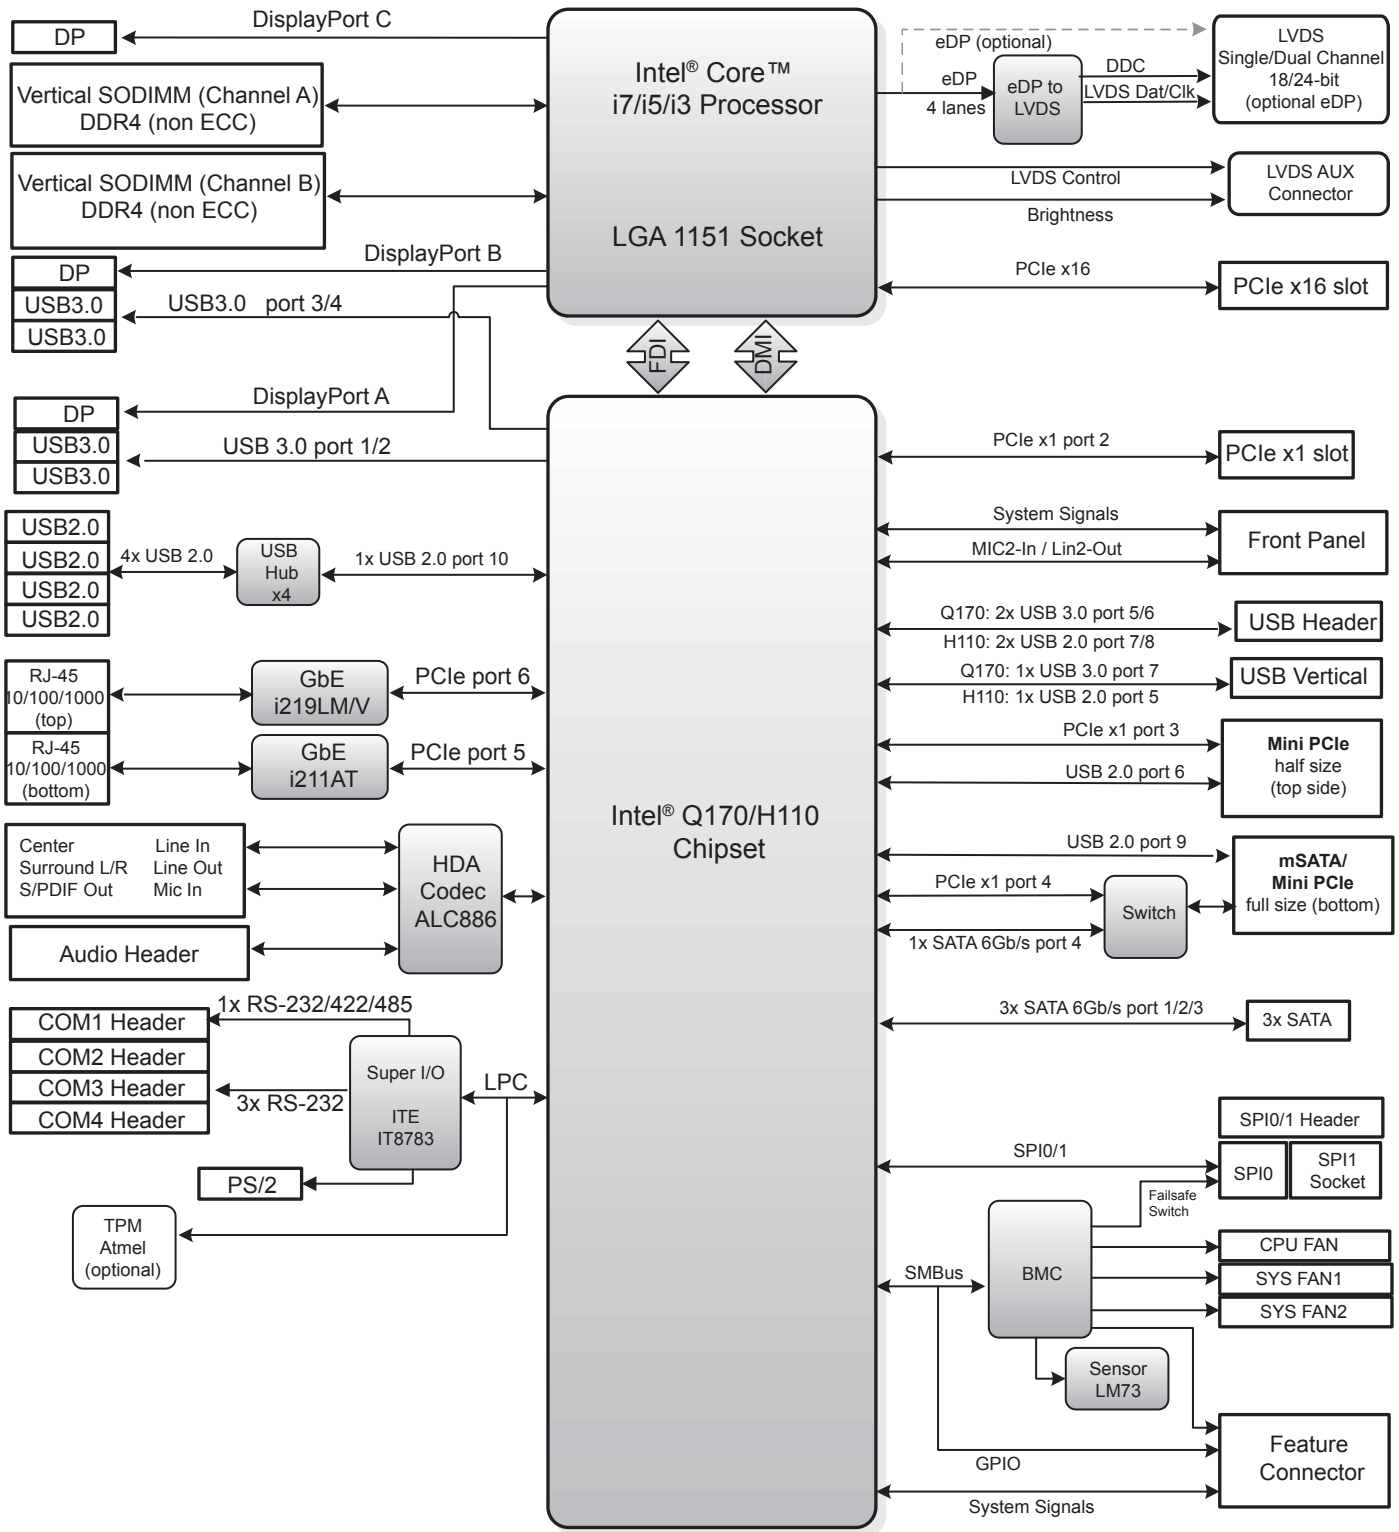 DisplayPort C
DP
Vertical SODIMM (Channel A)
DDR4 (non ECC)
Vertical SODIMM (Channel B)
DDR4 (non ECC)
DisplayPort B
DP
USB3.0
USB3.0
USB3.0 port 3/4
DisplayPort A
DP
USB3.0
USB3.0
USB 3.0 port 1/2
USB2.0
USB2.0
USB2.0
USB2.0
4x USB 2.0
USB
Hub
x4
1x USB 2.0 port 10
RJ-45
10/100/1000
(top)
GbE
i219LM/V
PCIe port 6
RJ-45
10/100/1000
(bottom)
GbE
i211AT
PCIe port 5
Center Line In
Surround L/R Line Out
S/PDIF Out Mic In
HDA
Codec
ALC886
Audio Header
1x RS-232/422/485
COM1 Header
COM2 Header
COM3 Header
COM4 Header
3x RS-232
Super I/O
ITE
IT8783
LPC
PS/2
TPM
Atmel
(optional)
Intel® Core™
i7/i5/i3 Processor
LGA 1151 Socket
FDI
DMI
Intel® Q170/H110
Chipset
eDP (optional)
eDP
4 lanes
eDP to
LVDS
DDC
LVDS Dat/Clk
LVDS
Single/Dual Channel
18/24-bit
(optional eDP)
LVDS Control
Brightness
LVDS AUX
Connector
PCIe x16
PCIe x16 slot
PCIe x1 port 2
PCIe x1 slot
System Signals
MIC2-In / Lin2-Out
Front Panel
Q170: 2x USB 3.0 port 5/6
H110: 2x USB 2.0 port 7/8
USB Header
Q170: 1x USB 3.0 port 7
H110: 1x USB 2.0 port 5
USB Vertical
PCIe x1 port 3
USB 2.0 port 6
Mini PCIe
half size
(top side)
USB 2.0 port 9
PCIe x1 port 4
1x SATA 6Gb/s port 4
Switch
mSATA/
Mini PCIe
full size (bottom)
3x SATA 6Gb/s port 1/2/3
3x SATA
SPI0/1 Header
SPI0/1
SPI0
SPI1
Socket
Failsafe
Switch
SMBus
BMC
CPU FAN
SYS FAN1
SYS FAN2
Sensor
LM73
GPIO
System Signals
Feature
Connector